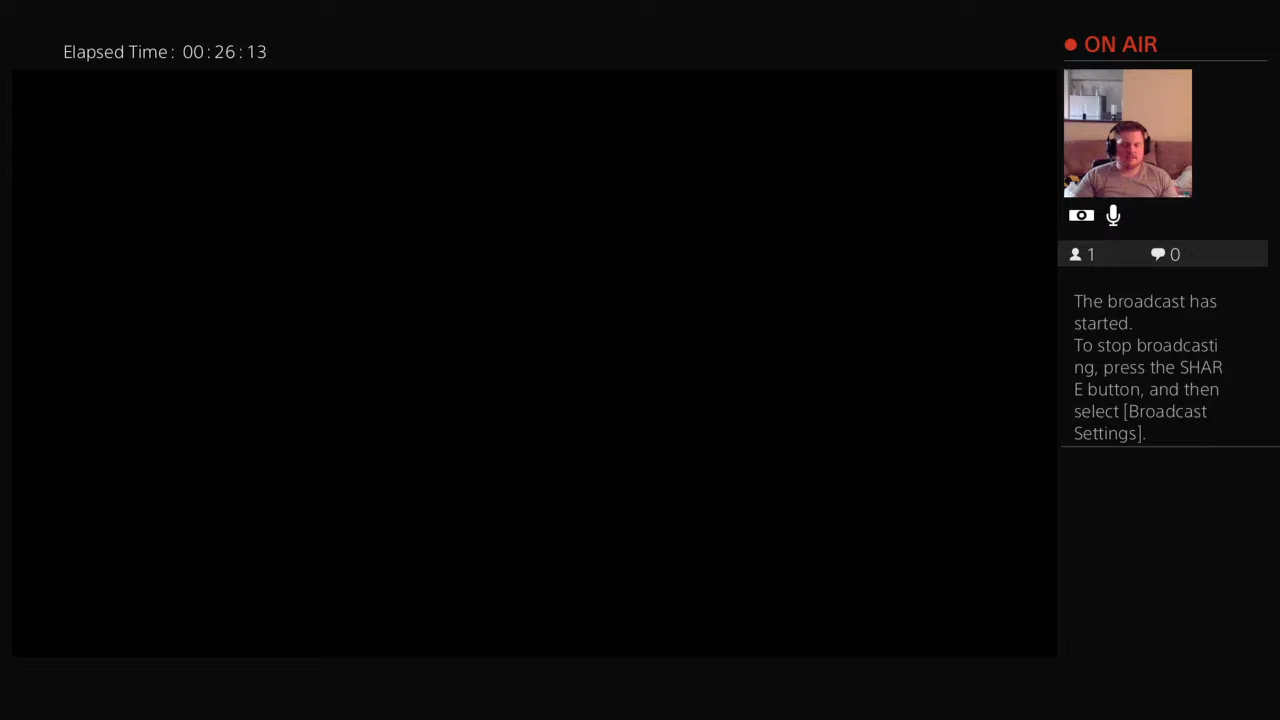 Elapsed Time: 00:26:13
ON AIR
1 0
The broadcast has
started.
To stop broadcasti
ng, press the SHAR
E button, and then
select [Broadcast
Settings].